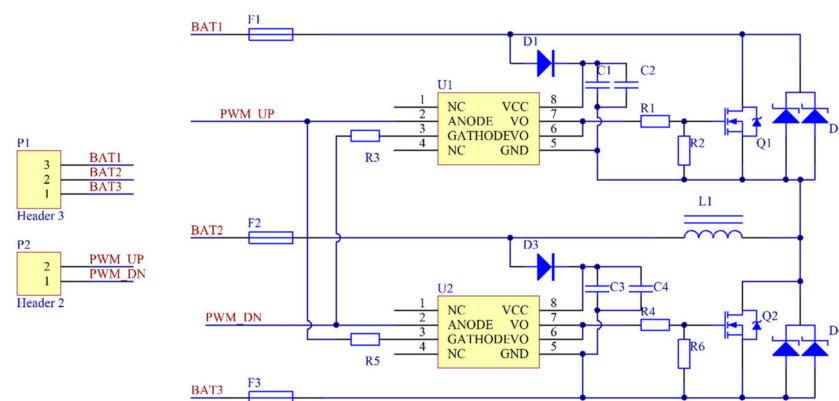 BAT1 F1
D1
C1 C2
U1
1 NC VCC 8
PWM_UP 2 ANODE VO 7 R1
3 GATHODEVO 6
4 NC GND 5
R3
R2
Q1
D
P1
3 BAT1
2 BAT2
1 BAT3
Header 3
L1
BAT2 F2
D3
P2
2 PWM_UP
1 PWM_DN
Header 2
C3 C4
U2
1 NC VCC 8
PWM_DN 2 ANODE VO 7 R4
3 GATHODEVO 6
4 NC GND 5
R5
R6
Q2
D
BAT3 F3